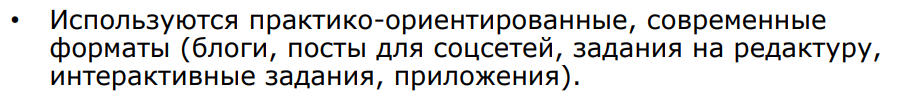 • Используются практико-ориентированные, современные
форматы (блоги, посты для соцсетей, задания на редактуру,
интерактивные задания, приложения).